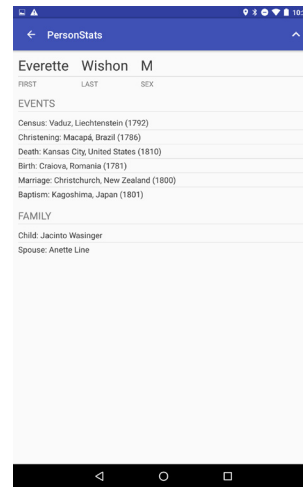 10:
PersonStats
Everette Wishon M
FIRST LAST SEX
EVENTS
Census: Vaduz, Liechtenstein (1792)
Christening: Macapá, Brazil (1786)
Death: Kansas City, United States (1810)
Birth: Craiova, Romania (1781)
Marriage: Christchurch, New Zealand (1800)
Baptism: Kagoshima, Japan (1801)
FAMILY
Child: Jacinto Wasinger
Spouse: Anette Line